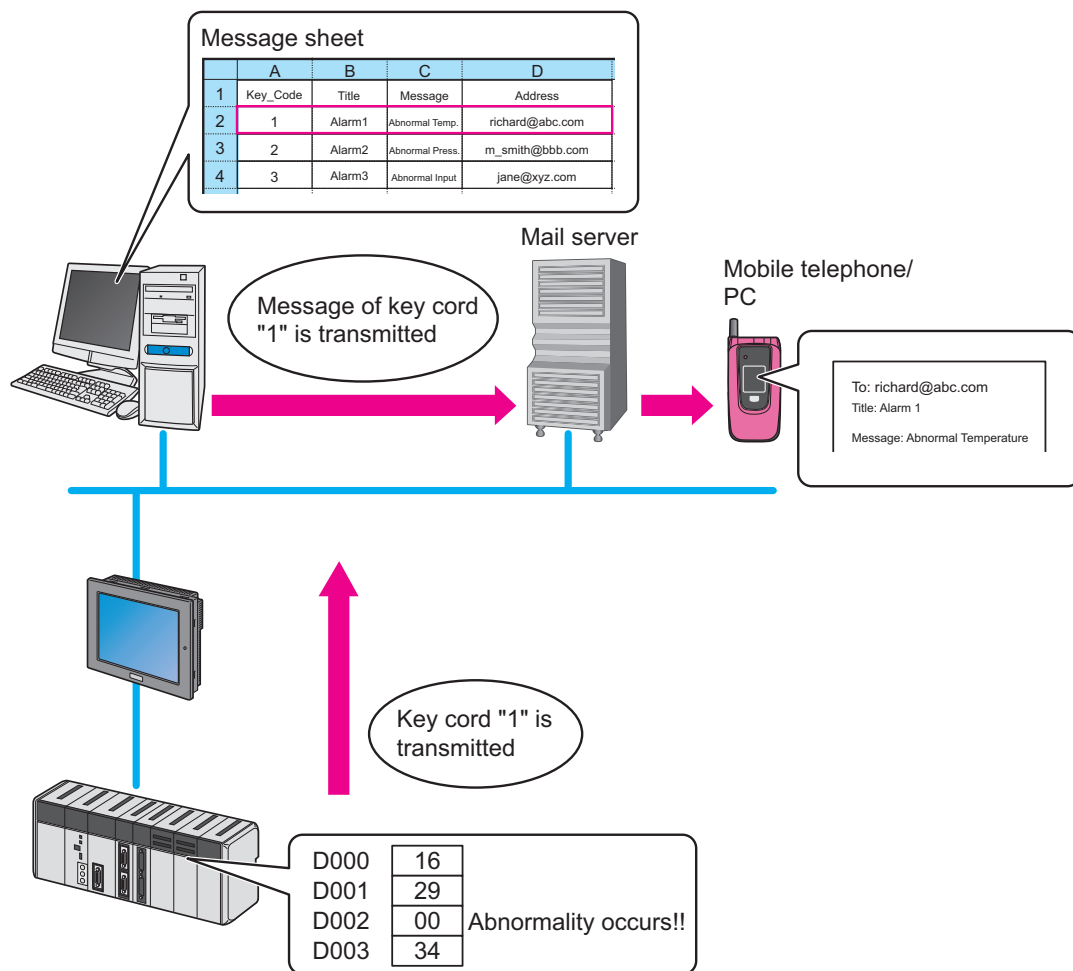 Message sheet
A B C D
1 Key_Code Title Message Address
2 1 Alarm1 Abnormal Temp. richard@abc.com
3 2 Alarm2 Abnormal Press. m_smith@bbb.com
4 3 Alarm3 Abnormal Input jane@xyz.com
Mail server
Mobile telephone/
PC
Message of key cord
"1" is transmitted
To: richard@abc.com
Title: Alarm 1
Message: Abnormal Temperature
Key cord "1" is
transmitted
D000 16
D001 29
D002 00 Abnormality occurs!!
D003 34